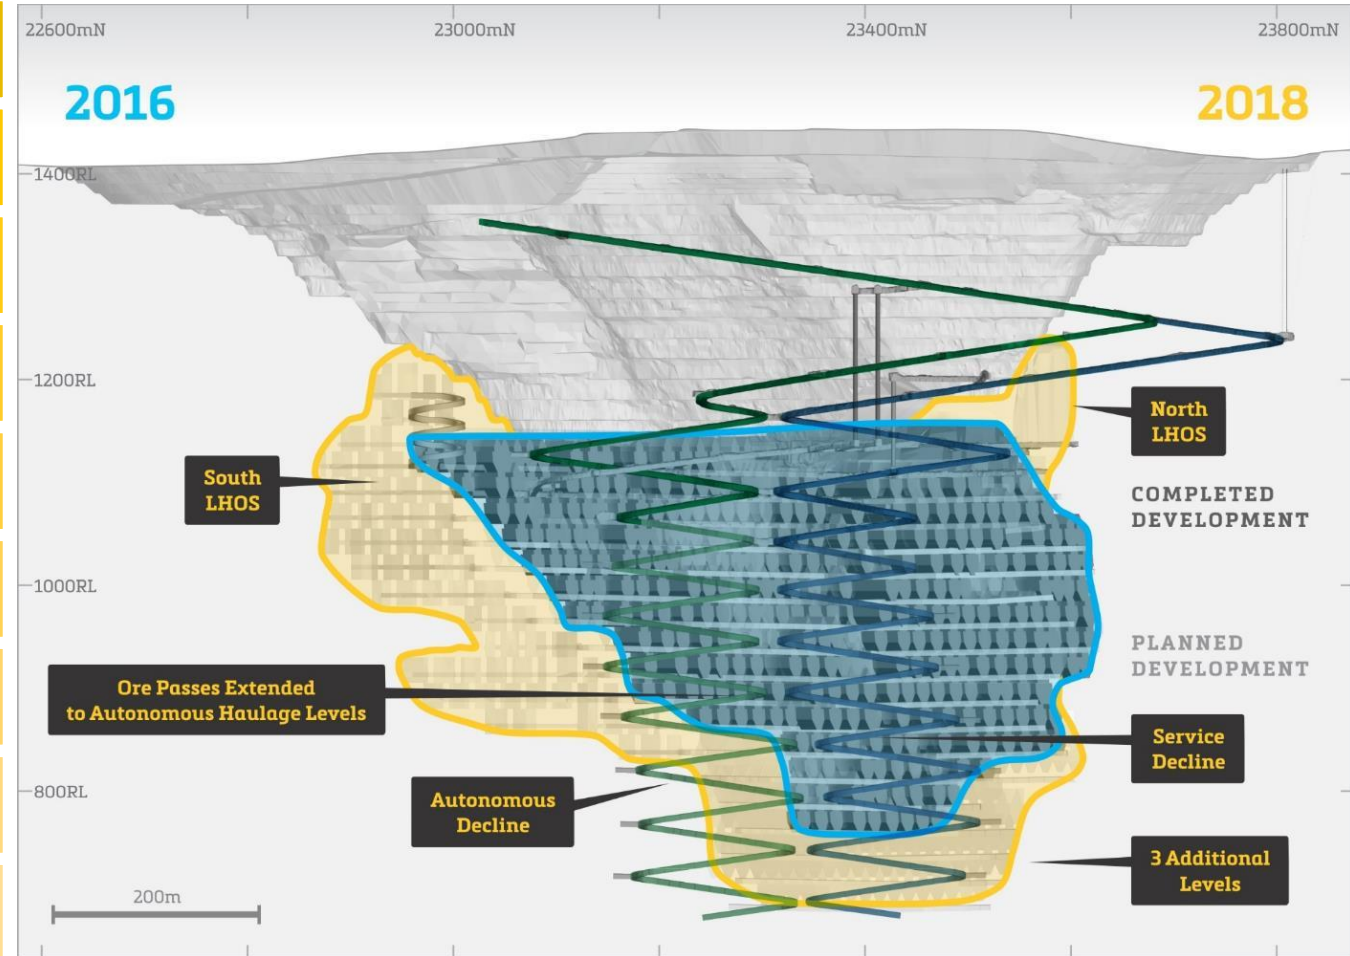 22600mN
23000mN
23400mN
23800mN
2016
2018
1400RL
1200RL
North
LHOS
South
LHOS
COMPLETED
DEVELOPMENT
1000RL
PLANNED
DEVELOPMENT
Ore Passes Extended
to Autonomous Haulage Levels
Service
Decline
800RL
Autonomous
Decline
3 Additional
Levels
200m